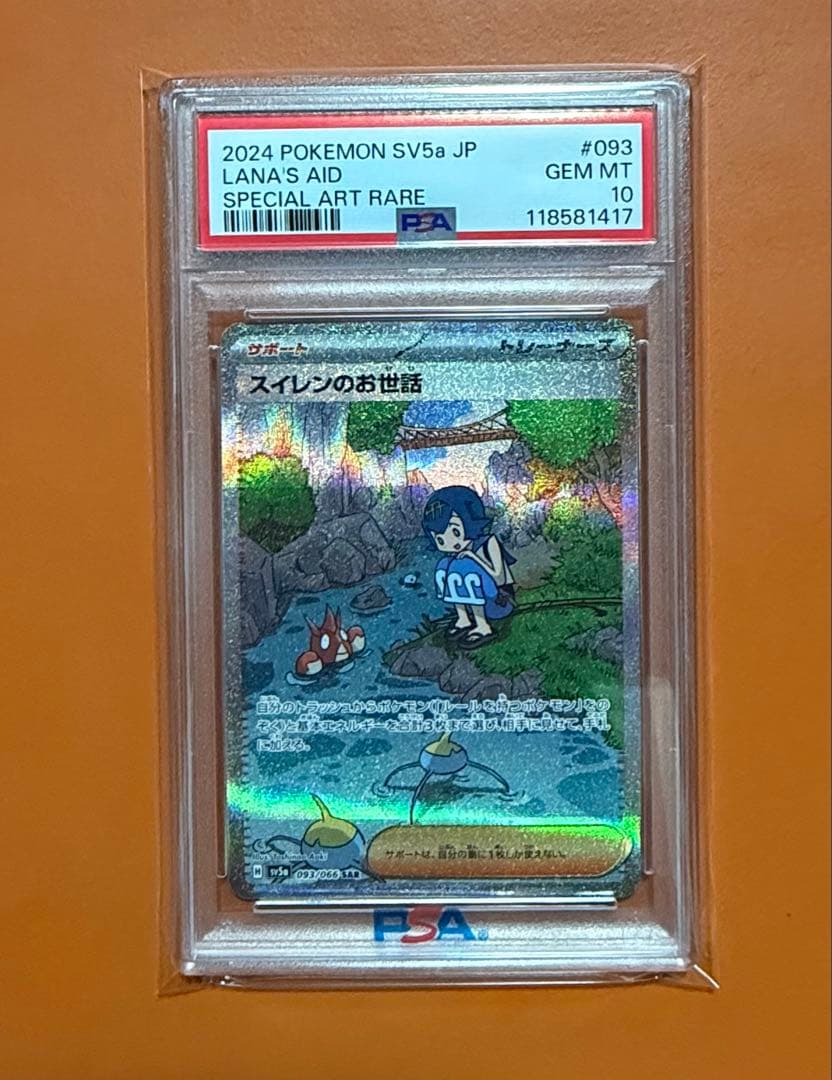 2024 POKEMON SV5a JP #093
LANA'S AID GEM MT
SPECIAL ART RARE 10
PSA 118581417
サポート トレーナーズ
スイレンのお世話
自分のトラッシュからポケモン(「ルールを持つポケモン」をの
ぞく)と基本エネルギーを合計3枚まで選び、相手に見せて、手札
に加える。
サポートは、自分の番に1枚しか使えない。
Illus. Toshinao Aoki
H SV5a 093/066 SAR
PSA